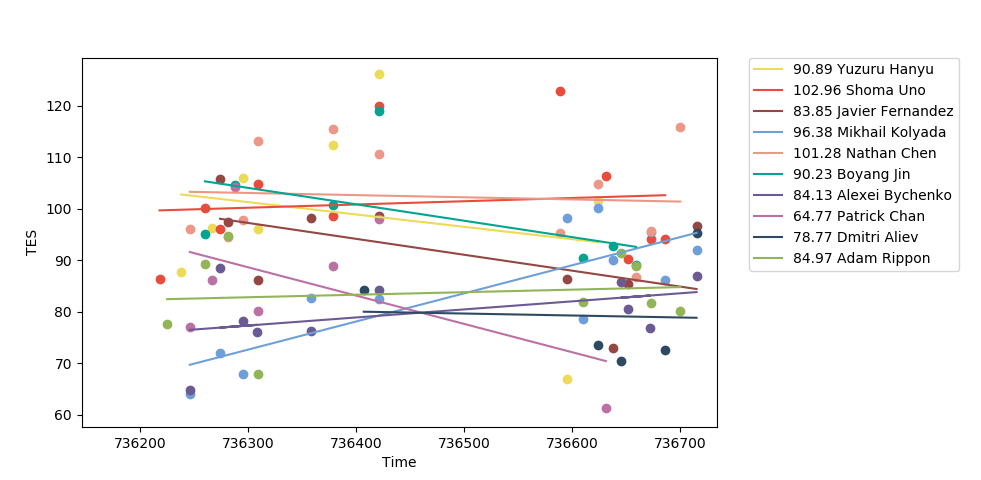 TES
120
110
100
90
80
70
60
736200 736300 736400 736500 736600 736700
Time
90.89 Yuzuru Hanyu
102.96 Shoma Uno
83.85 Javier Fernandez
96.38 Mikhail Kolyada
101.28 Nathan Chen
90.23 Boyang Jin
84.13 Alexei Bychenko
64.77 Patrick Chan
78.77 Dmitri Aliev
84.97 Adam Rippon